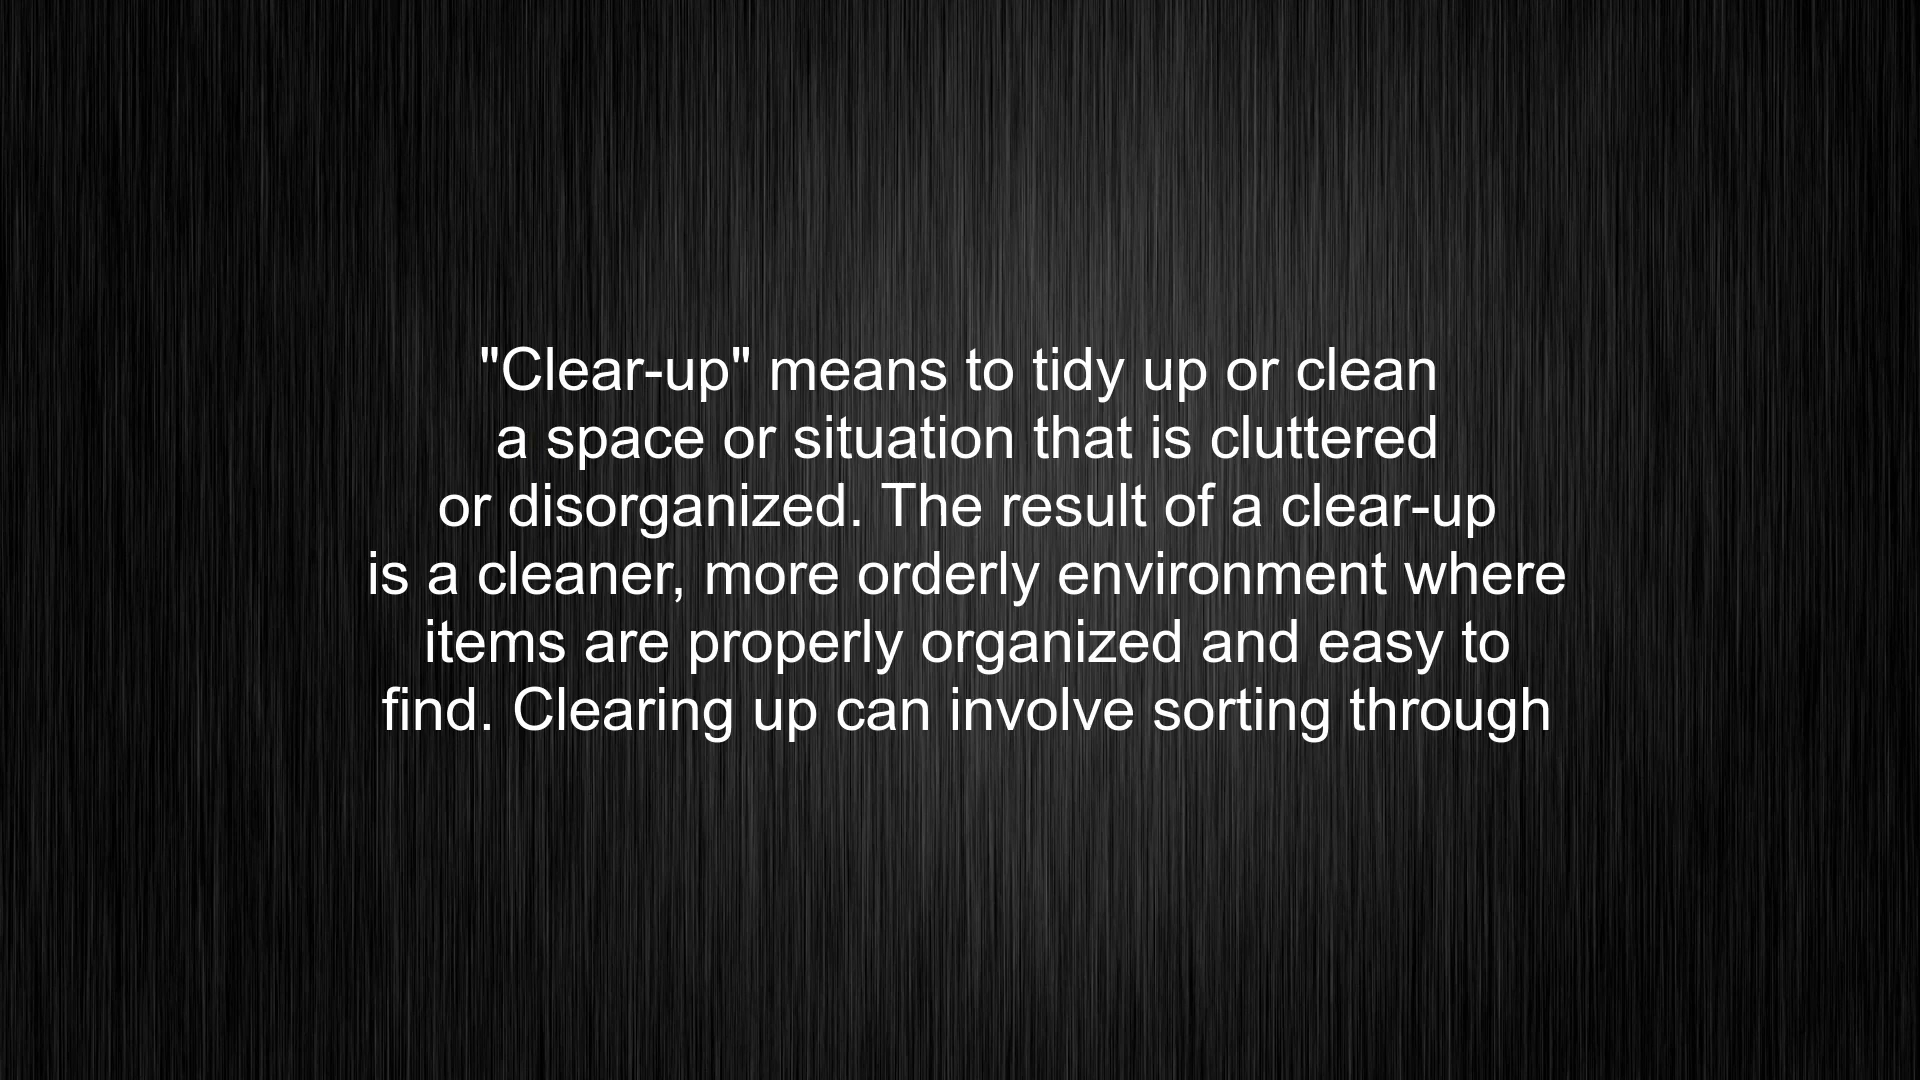 "Clear-up" means to tidy up or clean
a space or situation that is cluttered
or disorganized. The result of a clear-up
is a cleaner, more orderly environment where
items are properly organized and easy to
find. Clearing up can involve sorting through